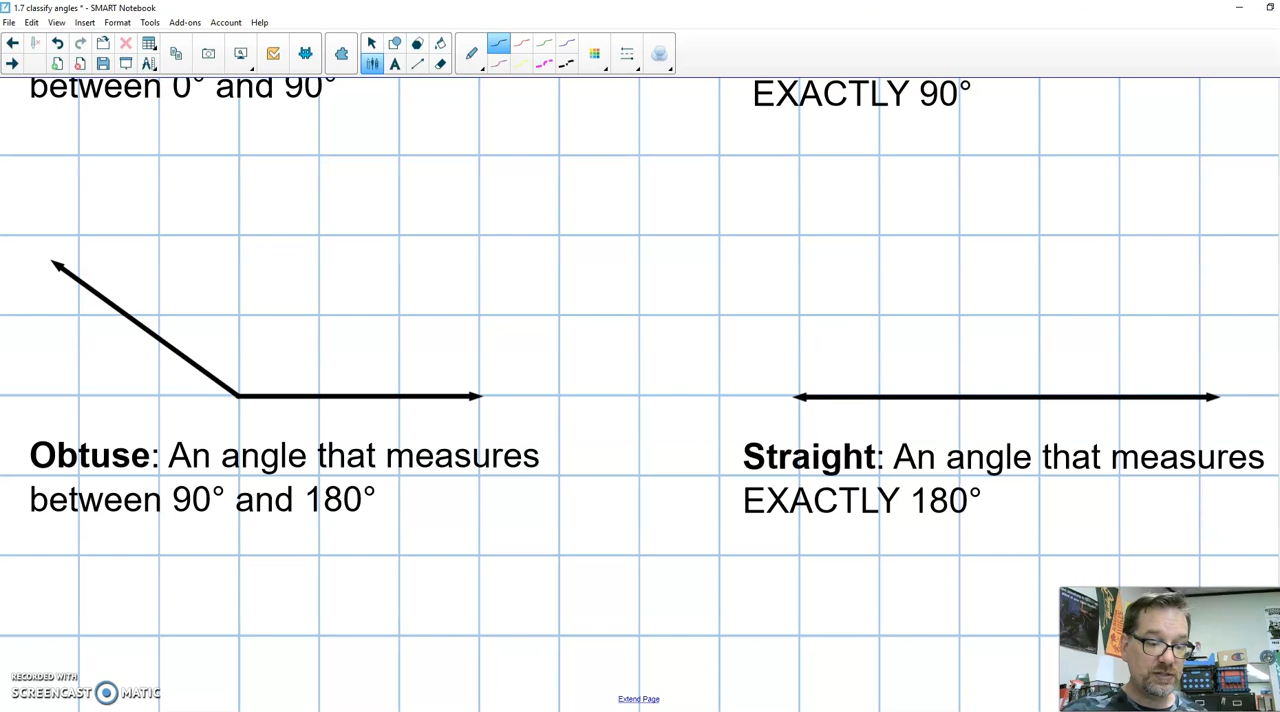 1.7 classify angles * - SMART Notebook
File Edit View Insert Format Tools Add-ons Account Help
between 0° and 90°
EXACTLY 90°
Obtuse: An angle that measures
between 90° and 180°
Straight: An angle that measures
EXACTLY 180°
RECORDED WITH
SCREENCAST MATIC
Extend Page